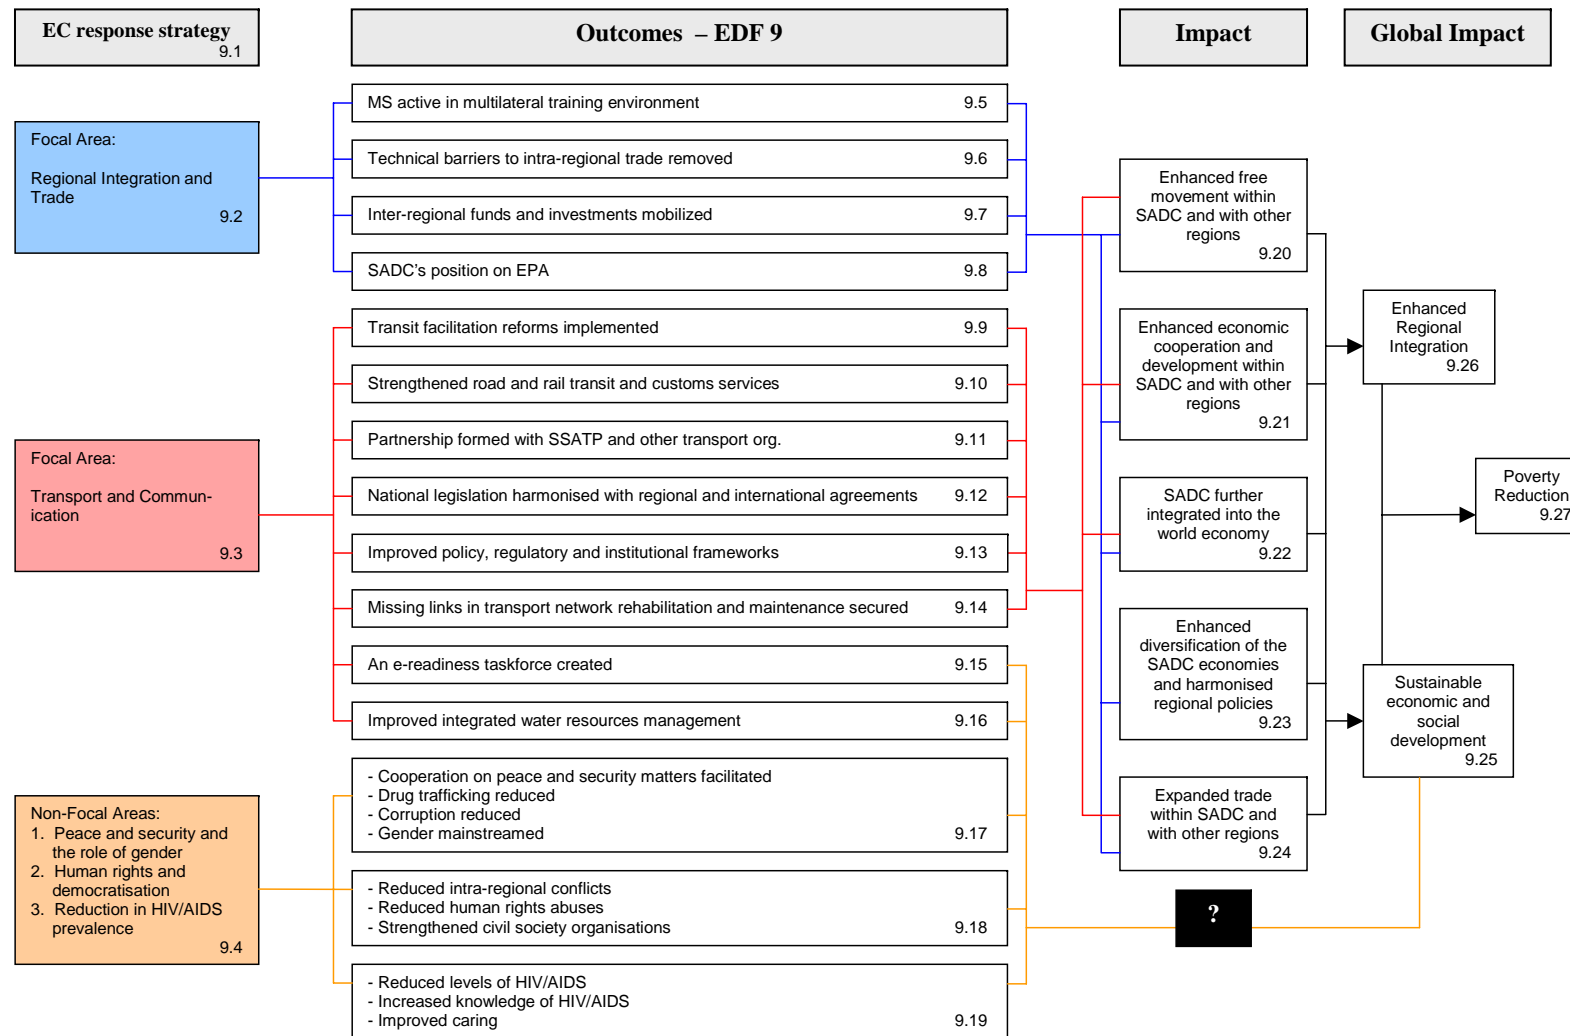 EC response strategy
9.1
Outcomes – EDF 9
Impact
Global Impact
Focal Area:
Regional Integration and
Trade
9.2
Focal Area:
Transport and Commun-
ication
9.3
Non-Focal Areas:
1. Peace and security and
the role of gender
2. Human rights and
democratisation
3. Reduction in HIV/AIDS
prevalence
9.4
MS active in multilateral training environment 9.5
Technical barriers to intra-regional trade removed 9.6
Inter-regional funds and investments mobilized 9.7
SADC's position on EPA 9.8
Transit facilitation reforms implemented 9.9
Strengthened road and rail transit and customs services 9.10
Partnership formed with SSATP and other transport org. 9.11
National legislation harmonised with regional and international agreements 9.12
Improved policy, regulatory and institutional frameworks 9.13
Missing links in transport network rehabilitation and maintenance secured 9.14
An e-readiness taskforce created 9.15
Improved integrated water resources management 9.16
- Cooperation on peace and security matters facilitated
- Drug trafficking reduced
- Corruption reduced
- Gender mainstreamed 9.17
- Reduced intra-regional conflicts
- Reduced human rights abuses
- Strengthened civil society organisations 9.18
- Reduced levels of HIV/AIDS
- Increased knowledge of HIV/AIDS
- Improved caring 9.19
Enhanced free
movement within
SADC and with other
regions
9.20
Enhanced economic
cooperation and
development within
SADC and with other
regions
9.21
SADC further
integrated into the
world economy
9.22
Enhanced
diversification of the
SADC economies
and harmonised
regional policies
9.23
Expanded trade
within SADC and
with other regions
9.24
?
Enhanced
Regional
Integration
9.26
Sustainable
economic and
social
development
9.25
Poverty
Reduction
9.27